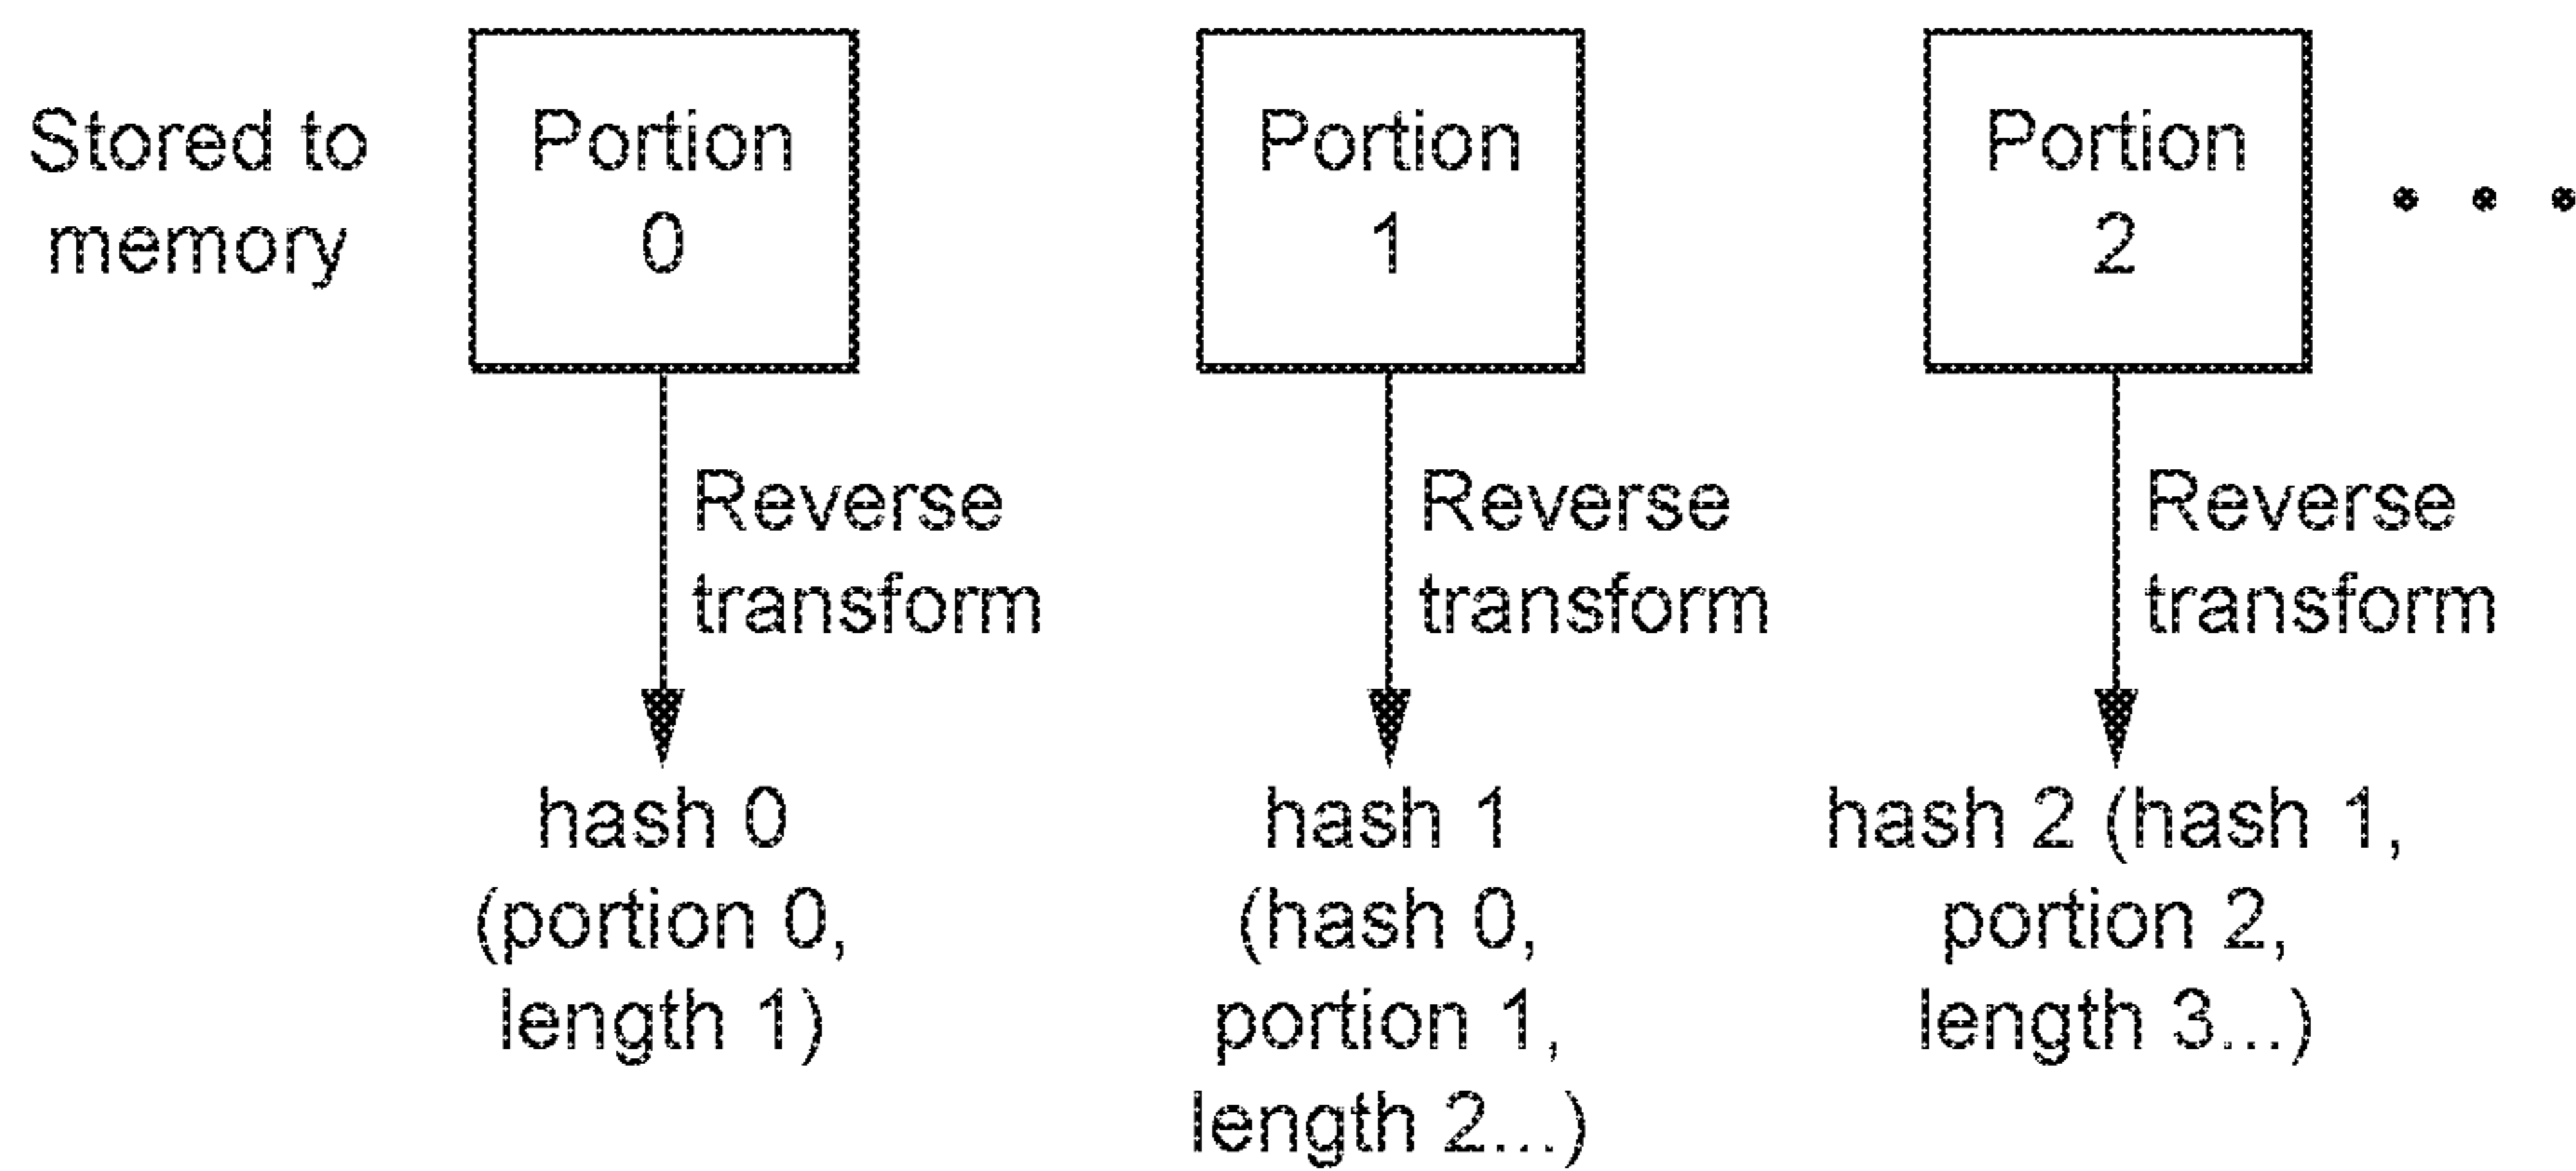 Stored to
memory
Portion
0
Portion
1
Portion
2
• • •
Reverse
transform
Reverse
transform
Reverse
transform
hash 0
(portion 0,
length 1)
hash 1
(hash 0,
portion 1,
length 2...)
hash 2 (hash 1,
portion 2,
length 3...)